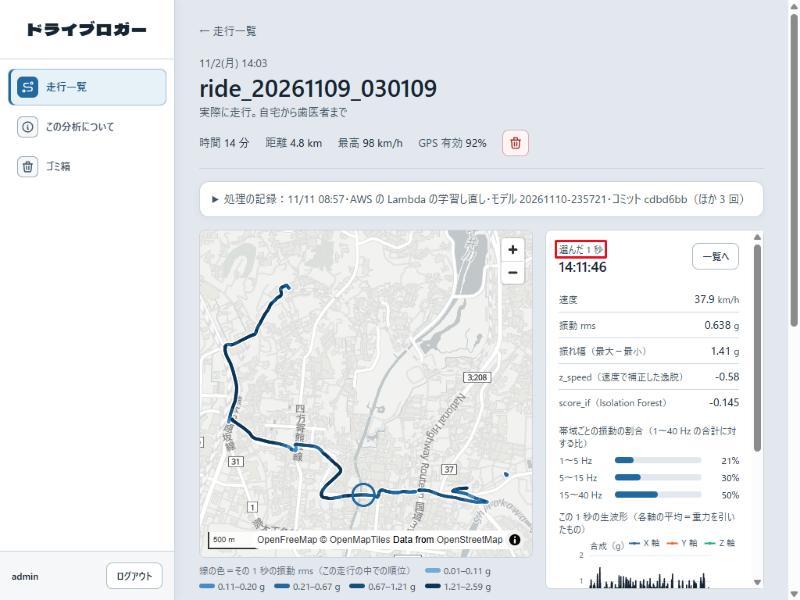 ドライブロガー
走行一覧
この分析について
ゴミ箱
admin
ログアウト
← 走行一覧
11/2(月) 14:03
ride_20261109_030109
実際に走行。自宅から歯医者まで
時間 14 分 距離 4.8 km 最高 98 km/h GPS 有効 92%
▶ 処理の記録：11/11 08:57・AWS の Lambda の学習し直し・モデル 20261110-235721・コミット cdbd6bb（ほか 3 回）
+
−
3,208
四方寄熊 線
National Highway Route
31
37
1
500 m
OpenFreeMap © OpenMapTiles Data from OpenStreetMap
線の色＝その 1 秒の振動 rms（この走行の中での順位）
0.01–0.11 g
0.11–0.20 g
0.21–0.67 g
0.67–1.21 g
1.21–2.59 g
選んだ 1 秒
14:11:46
一覧へ
速度 37.9 km/h
振動 rms 0.638 g
振れ幅（最大－最小） 1.41 g
z_speed（速度で補正した逸脱） -0.58
score_if（Isolation Forest） -0.145
帯域ごとの振動の割合（1～40 Hz の合計に対
する比）
1～5 Hz 21%
5～15 Hz 30%
15～40 Hz 50%
この 1 秒の生波形（各軸の平均＝重力を引い
たもの）
合成（g） X 軸 Y 軸 Z 軸
2
1